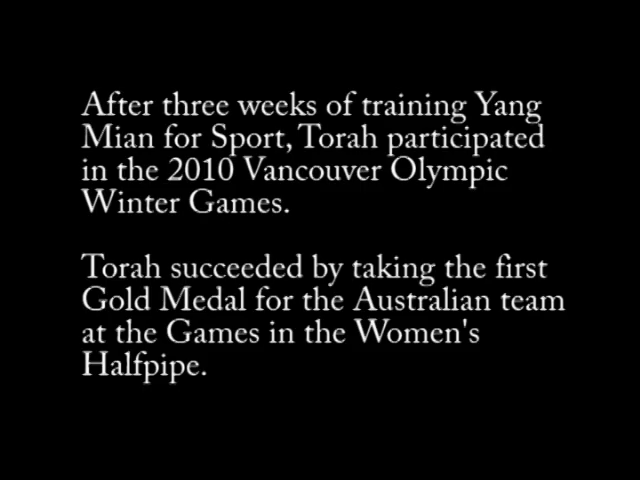 After three weeks of training Yang
Mian for Sport, Torah participated
in the 2010 Vancouver Olympic
Winter Games.
Torah succeeded by taking the first
Gold Medal for the Australian team
at the Games in the Women's
Halfpipe.